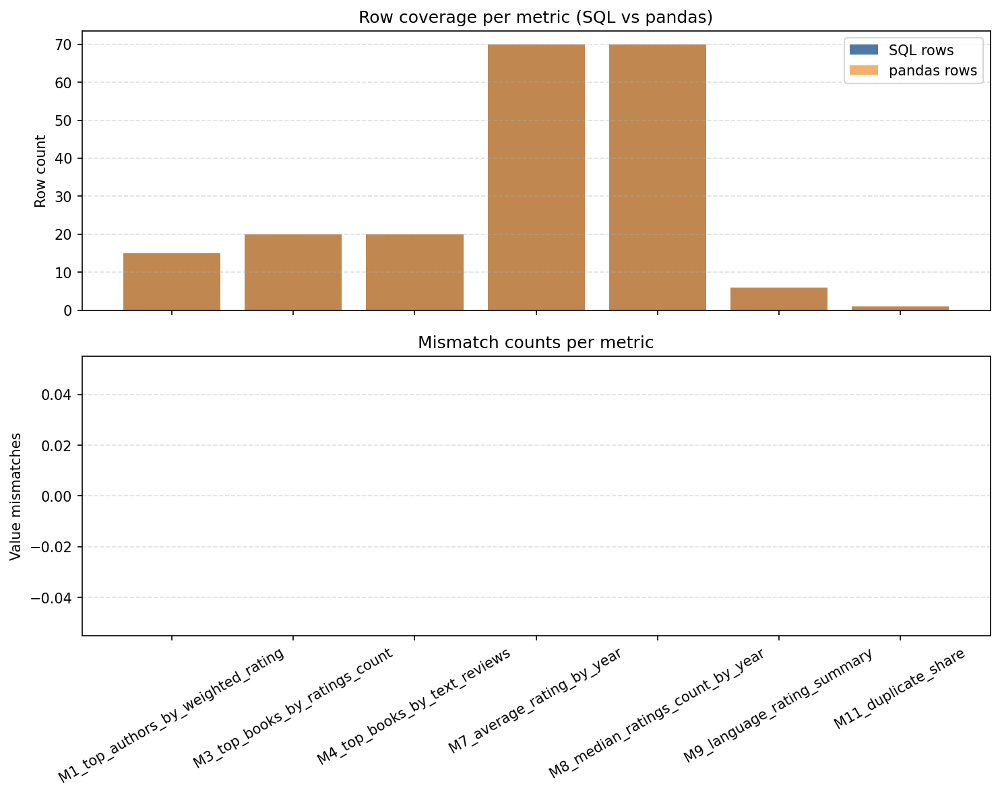 Row coverage per metric (SQL vs pandas)
SQL rows
pandas rows
Row count
70
60
50
40
30
20
10
0
Mismatch counts per metric
Value mismatches
0.04
0.02
0.00
−0.02
−0.04
M1_top_authors_by_weighted_rating
M3_top_books_by_ratings_count
M4_top_books_by_text_reviews
M7_average_rating_by_year
M8_median_ratings_count_by_year
M9_language_rating_summary
M11_duplicate_share